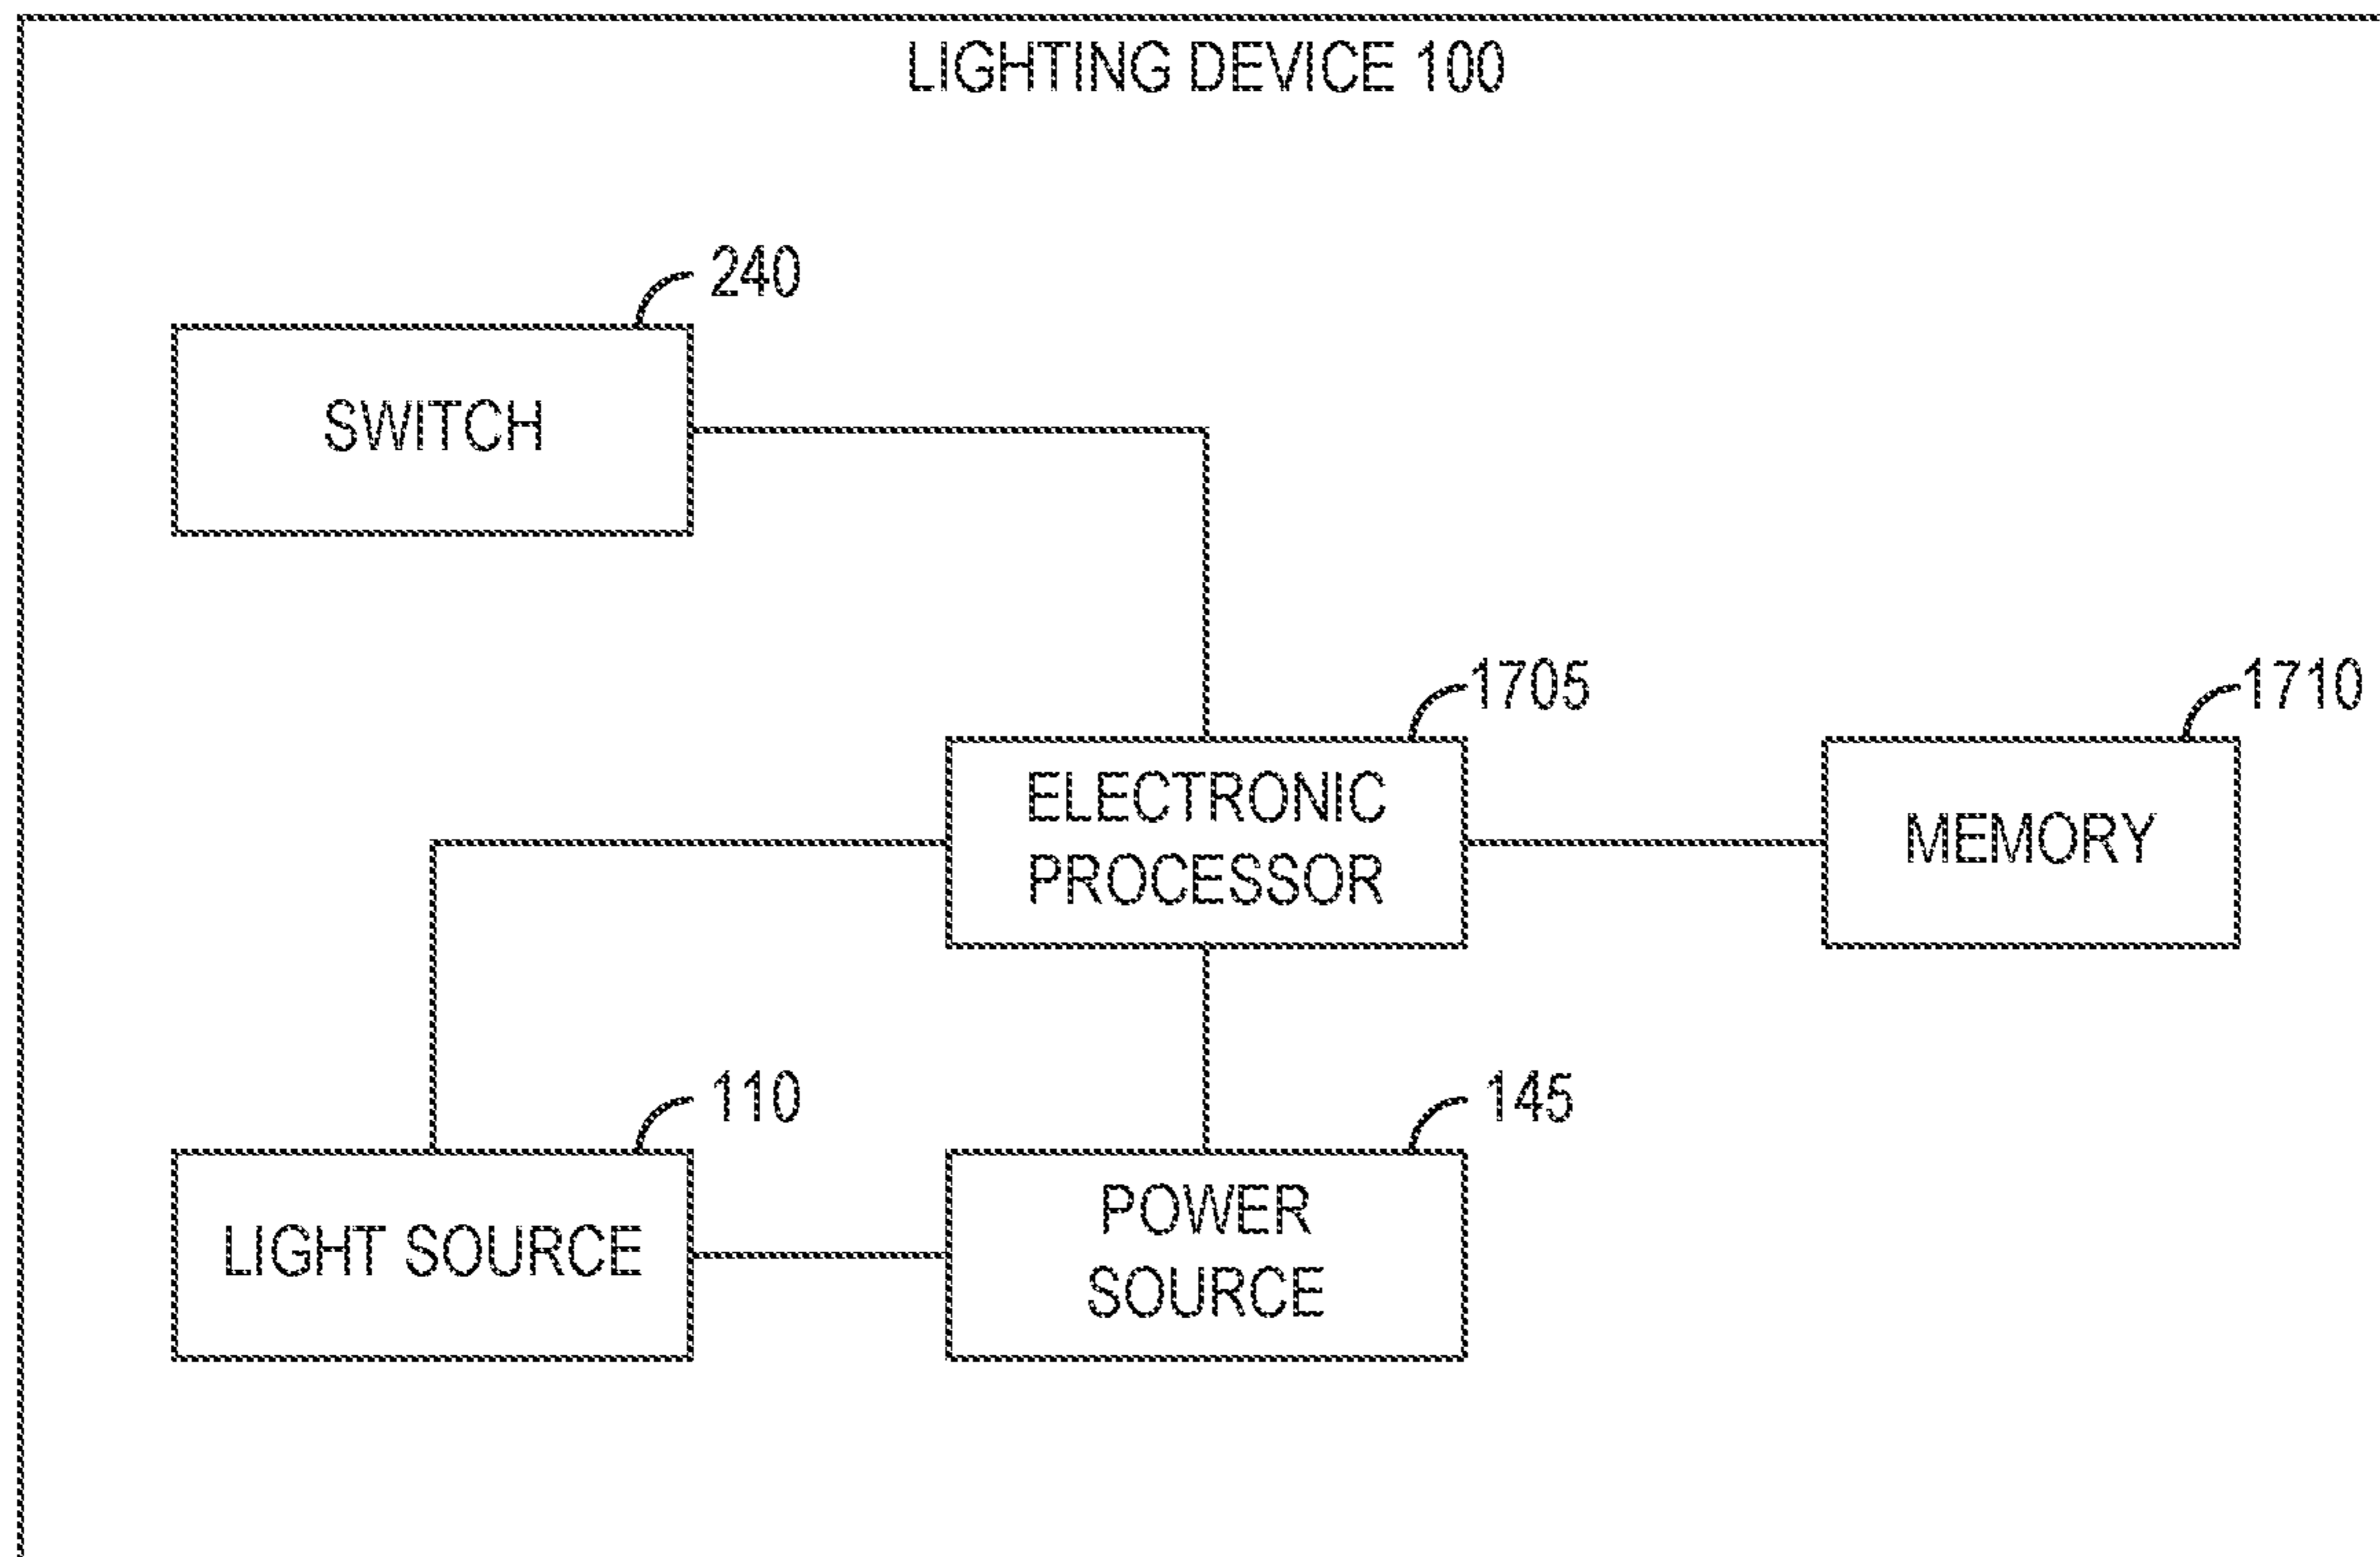 LIGHTING DEVICE 100
240
SWITCH
1705
1710
ELECTRONIC
PROCESSOR
MEMORY
110
145
LIGHT SOURCE
POWER
SOURCE